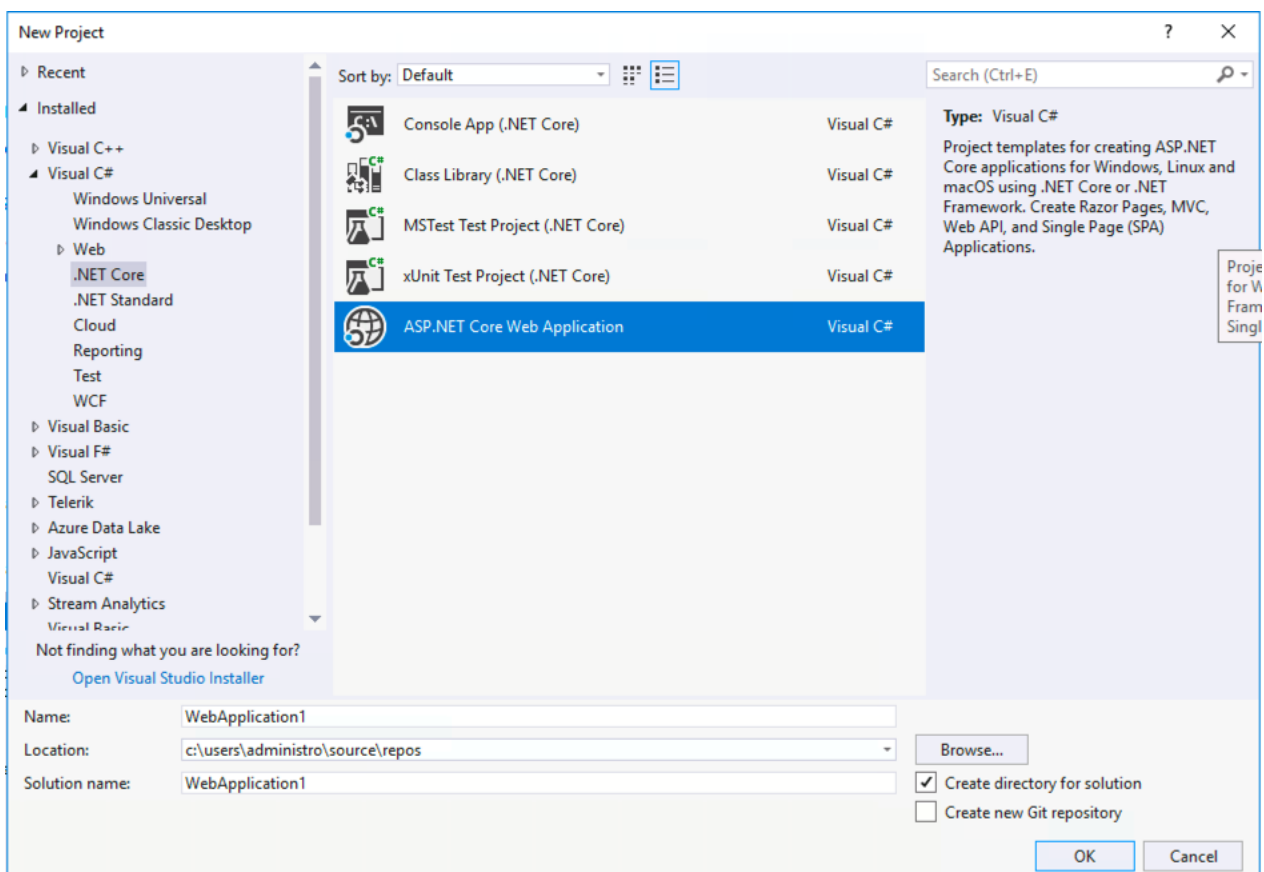 New Project
?
Recent
Installed
Visual C++
Visual C#
Windows Universal
Windows Classic Desktop
Web
.NET Core
.NET Standard
Cloud
Reporting
Test
WCF
Visual Basic
Visual F#
SQL Server
Telerik
Azure Data Lake
JavaScript
Visual C#
Stream Analytics
Visual Basic
Not finding what you are looking for?
Open Visual Studio Installer
Sort by: Default
Console App (.NET Core) Visual C#
Class Library (.NET Core) Visual C#
MSTest Test Project (.NET Core) Visual C#
xUnit Test Project (.NET Core) Visual C#
ASP.NET Core Web Application Visual C#
Search (Ctrl+E)
Type: Visual C#
Project templates for creating ASP.NET
Core applications for Windows, Linux and
macOS using .NET Core or .NET
Framework. Create Razor Pages, MVC,
Web API, and Single Page (SPA)
Applications.
Proje
for W
Fram
Singl
Name: WebApplication1
Location: c:\users\administro\source\repos
Browse...
Solution name: WebApplication1
Create directory for solution
Create new Git repository
OK Cancel